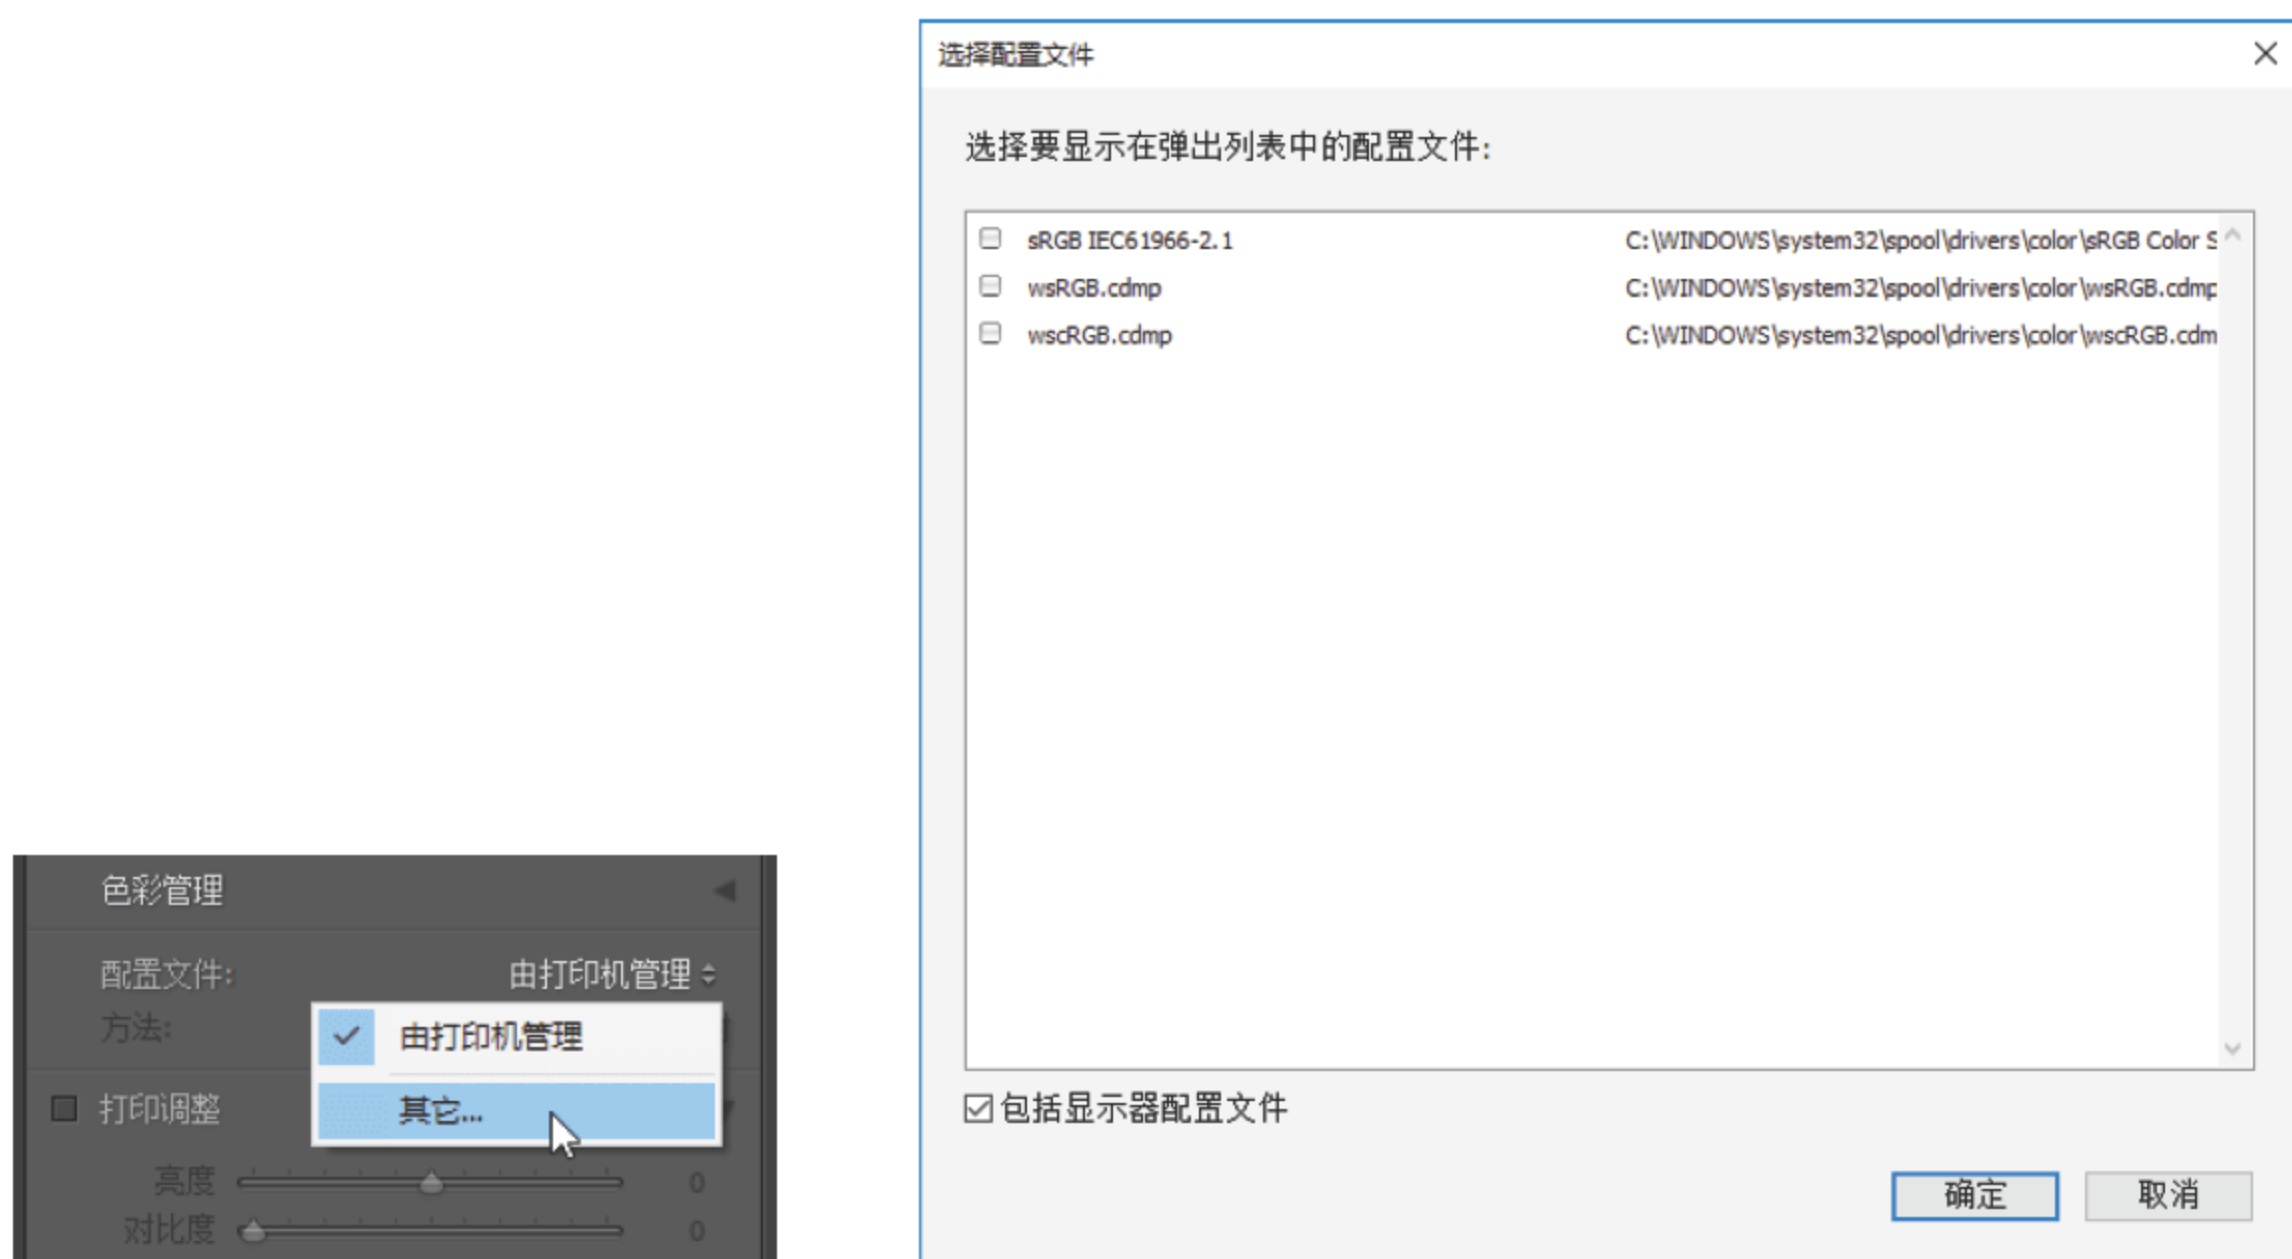 选择配置文件
选择要显示在弹出列表中的配置文件:
sRGB IEC61966-2.1 C:\WINDOWS\system32\spool\drivers\color\sRGB Color S
wsRGB.cdmp C:\WINDOWS\system32\spool\drivers\color\wsRGB.cdmp
wscRGB.cdmp C:\WINDOWS\system32\spool\drivers\color\wscRGB.cdm
包括显示器配置文件
确定 取消
色彩管理
配置文件: 由打印机管理
方法:
由打印机管理
其它...
打印调整
亮度 0
对比度 0